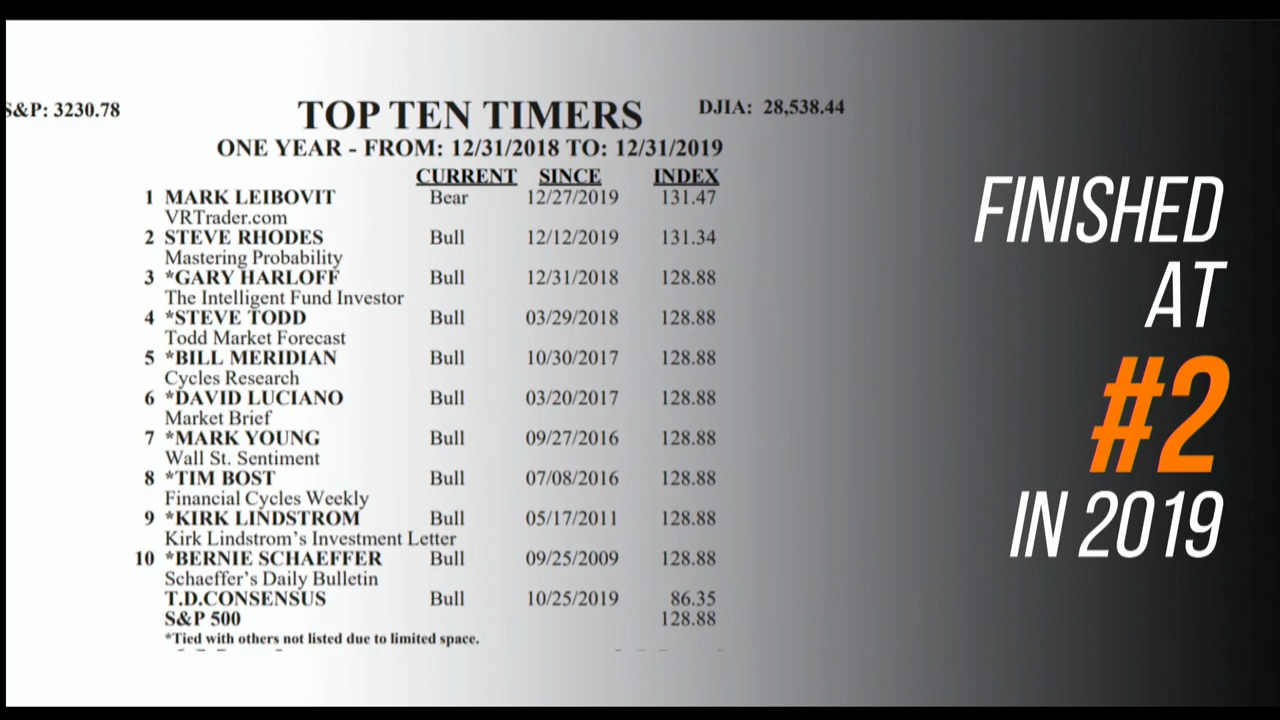 S&P: 3230.78
TOP TEN TIMERS
DJIA: 28,538.44
ONE YEAR - FROM: 12/31/2018 TO: 12/31/2019
CURRENT SINCE INDEX
1 MARK LEIBOVIT Bear 12/27/2019 131.47
VRTrader.com
2 STEVE RHODES Bull 12/12/2019 131.34
Mastering Probability
3 *GARY HARLOFF Bull 12/31/2018 128.88
The Intelligent Fund Investor
4 *STEVE TODD Bull 03/29/2018 128.88
Todd Market Forecast
5 *BILL MERIDIAN Bull 10/30/2017 128.88
Cycles Research
6 *DAVID LUCIANO Bull 03/20/2017 128.88
Market Brief
7 *MARK YOUNG Bull 09/27/2016 128.88
Wall St. Sentiment
8 *TIM BOST Bull 07/08/2016 128.88
Financial Cycles Weekly
9 *KIRK LINDSTROM Bull 05/17/2011 128.88
Kirk Lindstrom's Investment Letter
10 *BERNIE SCHAEFFER Bull 09/25/2009 128.88
Schaeffer's Daily Bulletin
T.D.CONSENSUS Bull 10/25/2019 86.35
S&P 500 128.88
*Tied with others not listed due to limited space.
FINISHED
AT
#2
IN 2019